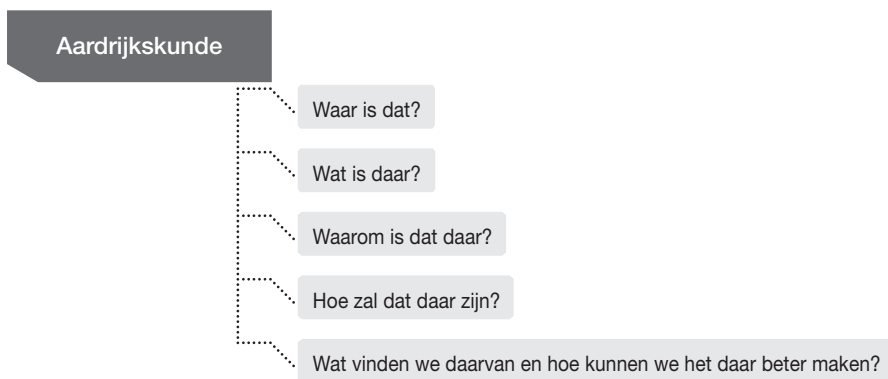 Aardrijkskunde
Waar is dat?
Wat is daar?
Waarom is dat daar?
Hoe zal dat daar zijn?
Wat vinden we daarvan en hoe kunnen we het daar beter maken?